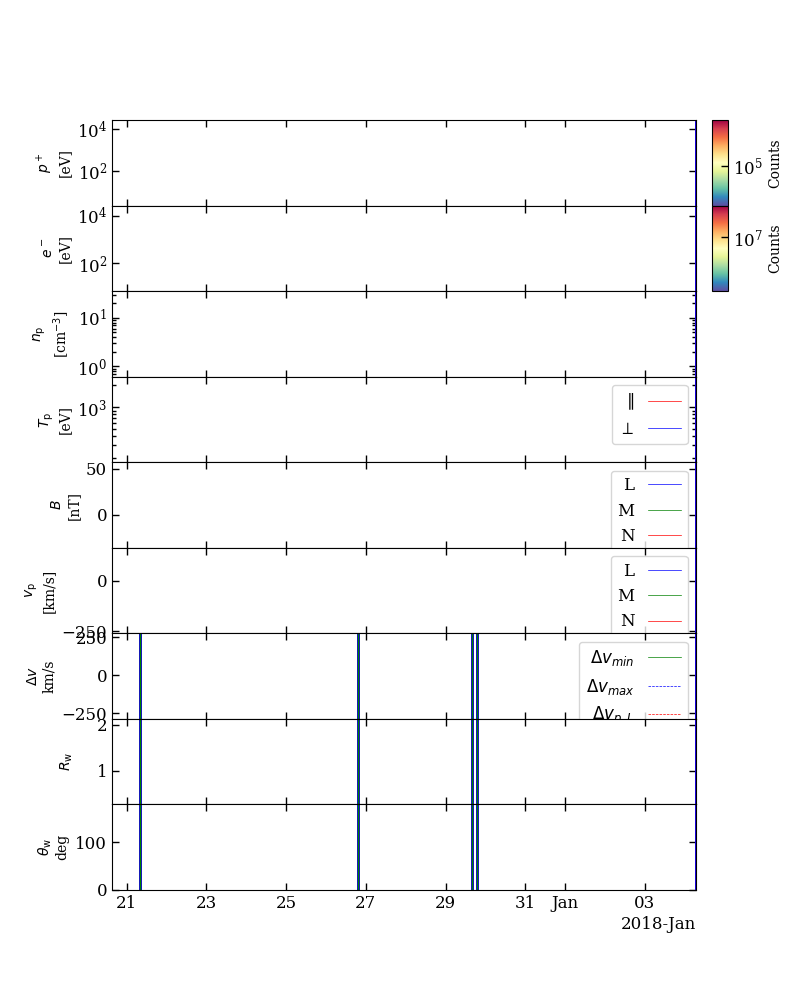 10^4
10^2
p^+
[eV]
10^5
Counts
10^4
10^2
e^-
[eV]
10^7
Counts
10^1
10^0
n_p
[cm^−3]
10^3
T_p
[eV]
∥
⊥
50
0
B
[nT]
L
M
N
0
−250
v_p
[km/s]
L
M
N
250
0
−250
Δv
km/s
Δv_min
Δv_max
2
1
R_w
100
0
θ_w
deg
21 23 25 27 29 31 Jan 03
2018-Jan